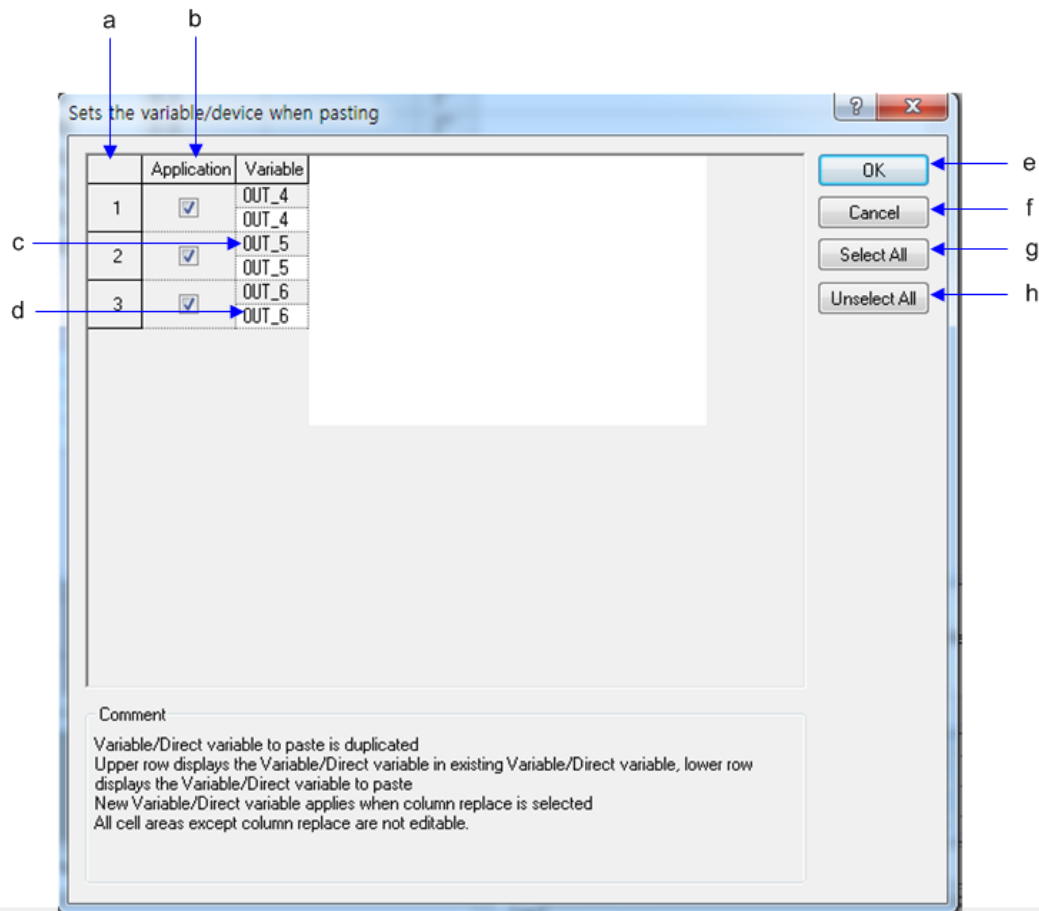 a
b
Sets the variable/device when pasting
Application Variable
OK
e
1
OUT_4
OUT_4
Cancel
f
c
2
OUT_5
OUT_5
Select All
g
d
3
OUT_6
OUT_6
Unselect All
h
Comment
Variable/Direct variable to paste is duplicated
Upper row displays the Variable/Direct variable in existing Variable/Direct variable, lower row
displays the Variable/Direct variable to paste
New Variable/Direct variable applies when column replace is selected
All cell areas except column replace are not editable.